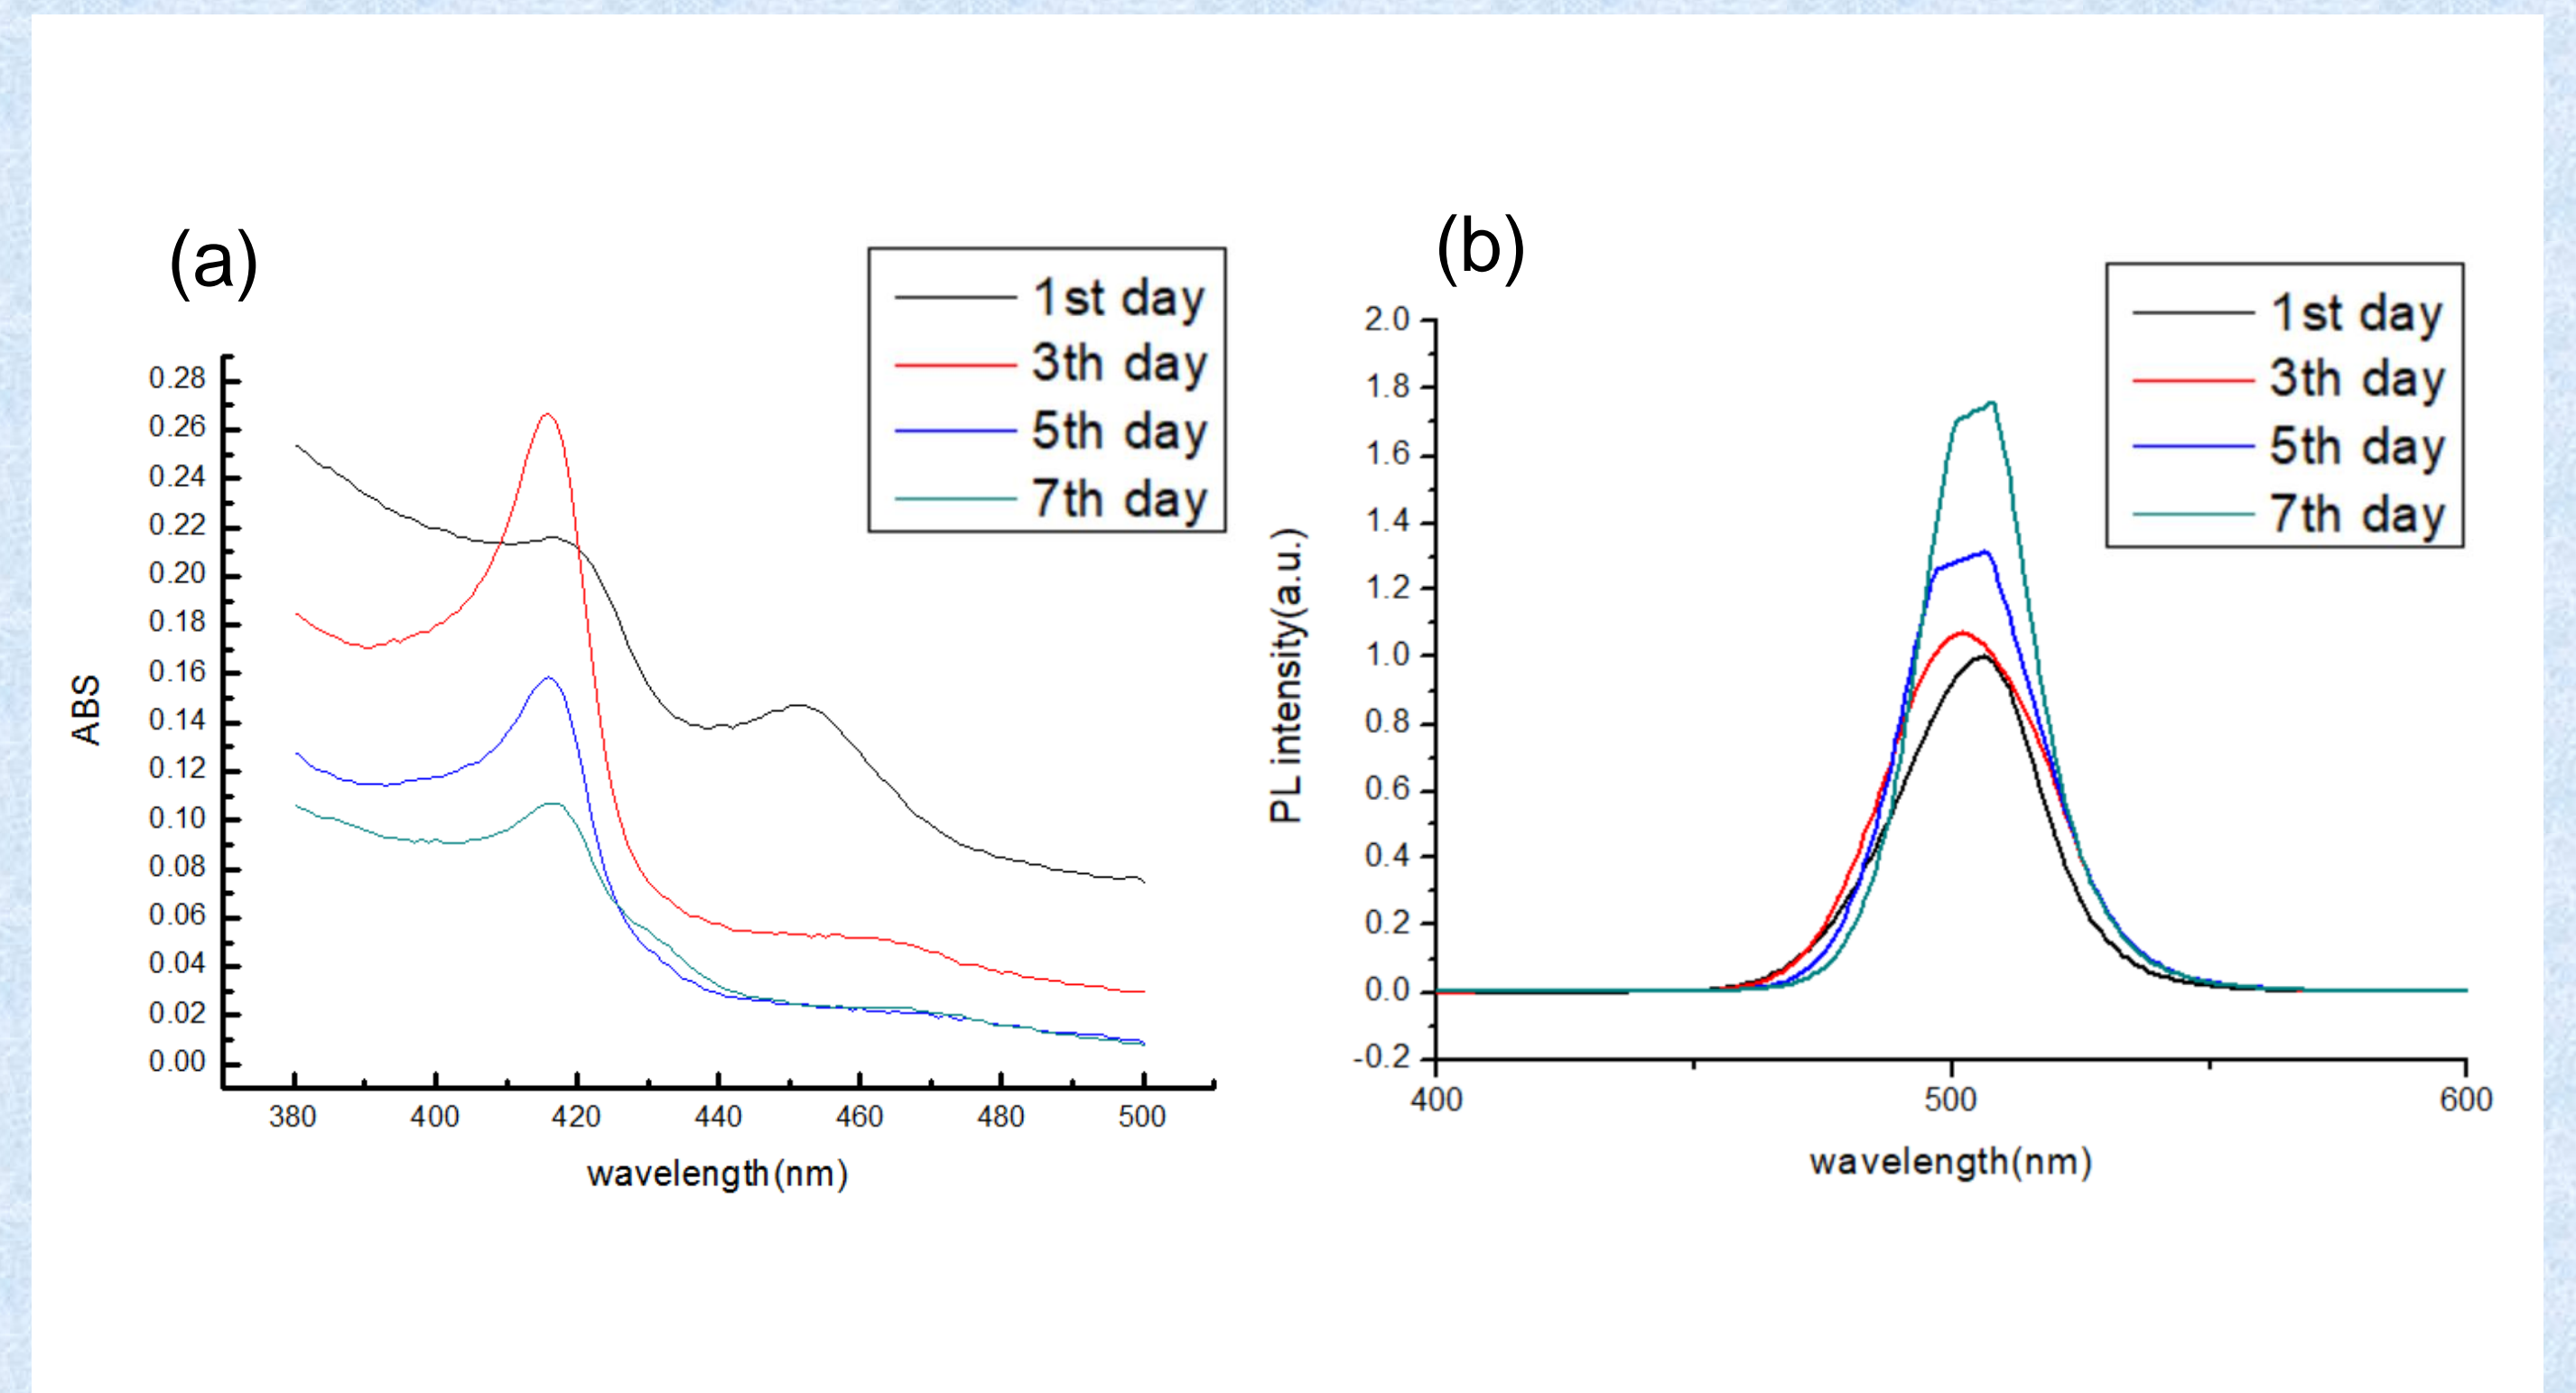 (a)
1st day
3th day
5th day
7th day
0.28
0.26
0.24
0.22
0.20
0.18
0.16
0.14
0.12
0.10
0.08
0.06
0.04
0.02
0.00
ABS
380 400 420 440 460 480 500
wavelength(nm)
(b)
1st day
3th day
5th day
7th day
2.0
1.8
1.6
1.4
1.2
1.0
0.8
0.6
0.4
0.2
0.0
-0.2
PL intensity(a.u.)
400 500 600
wavelength(nm)